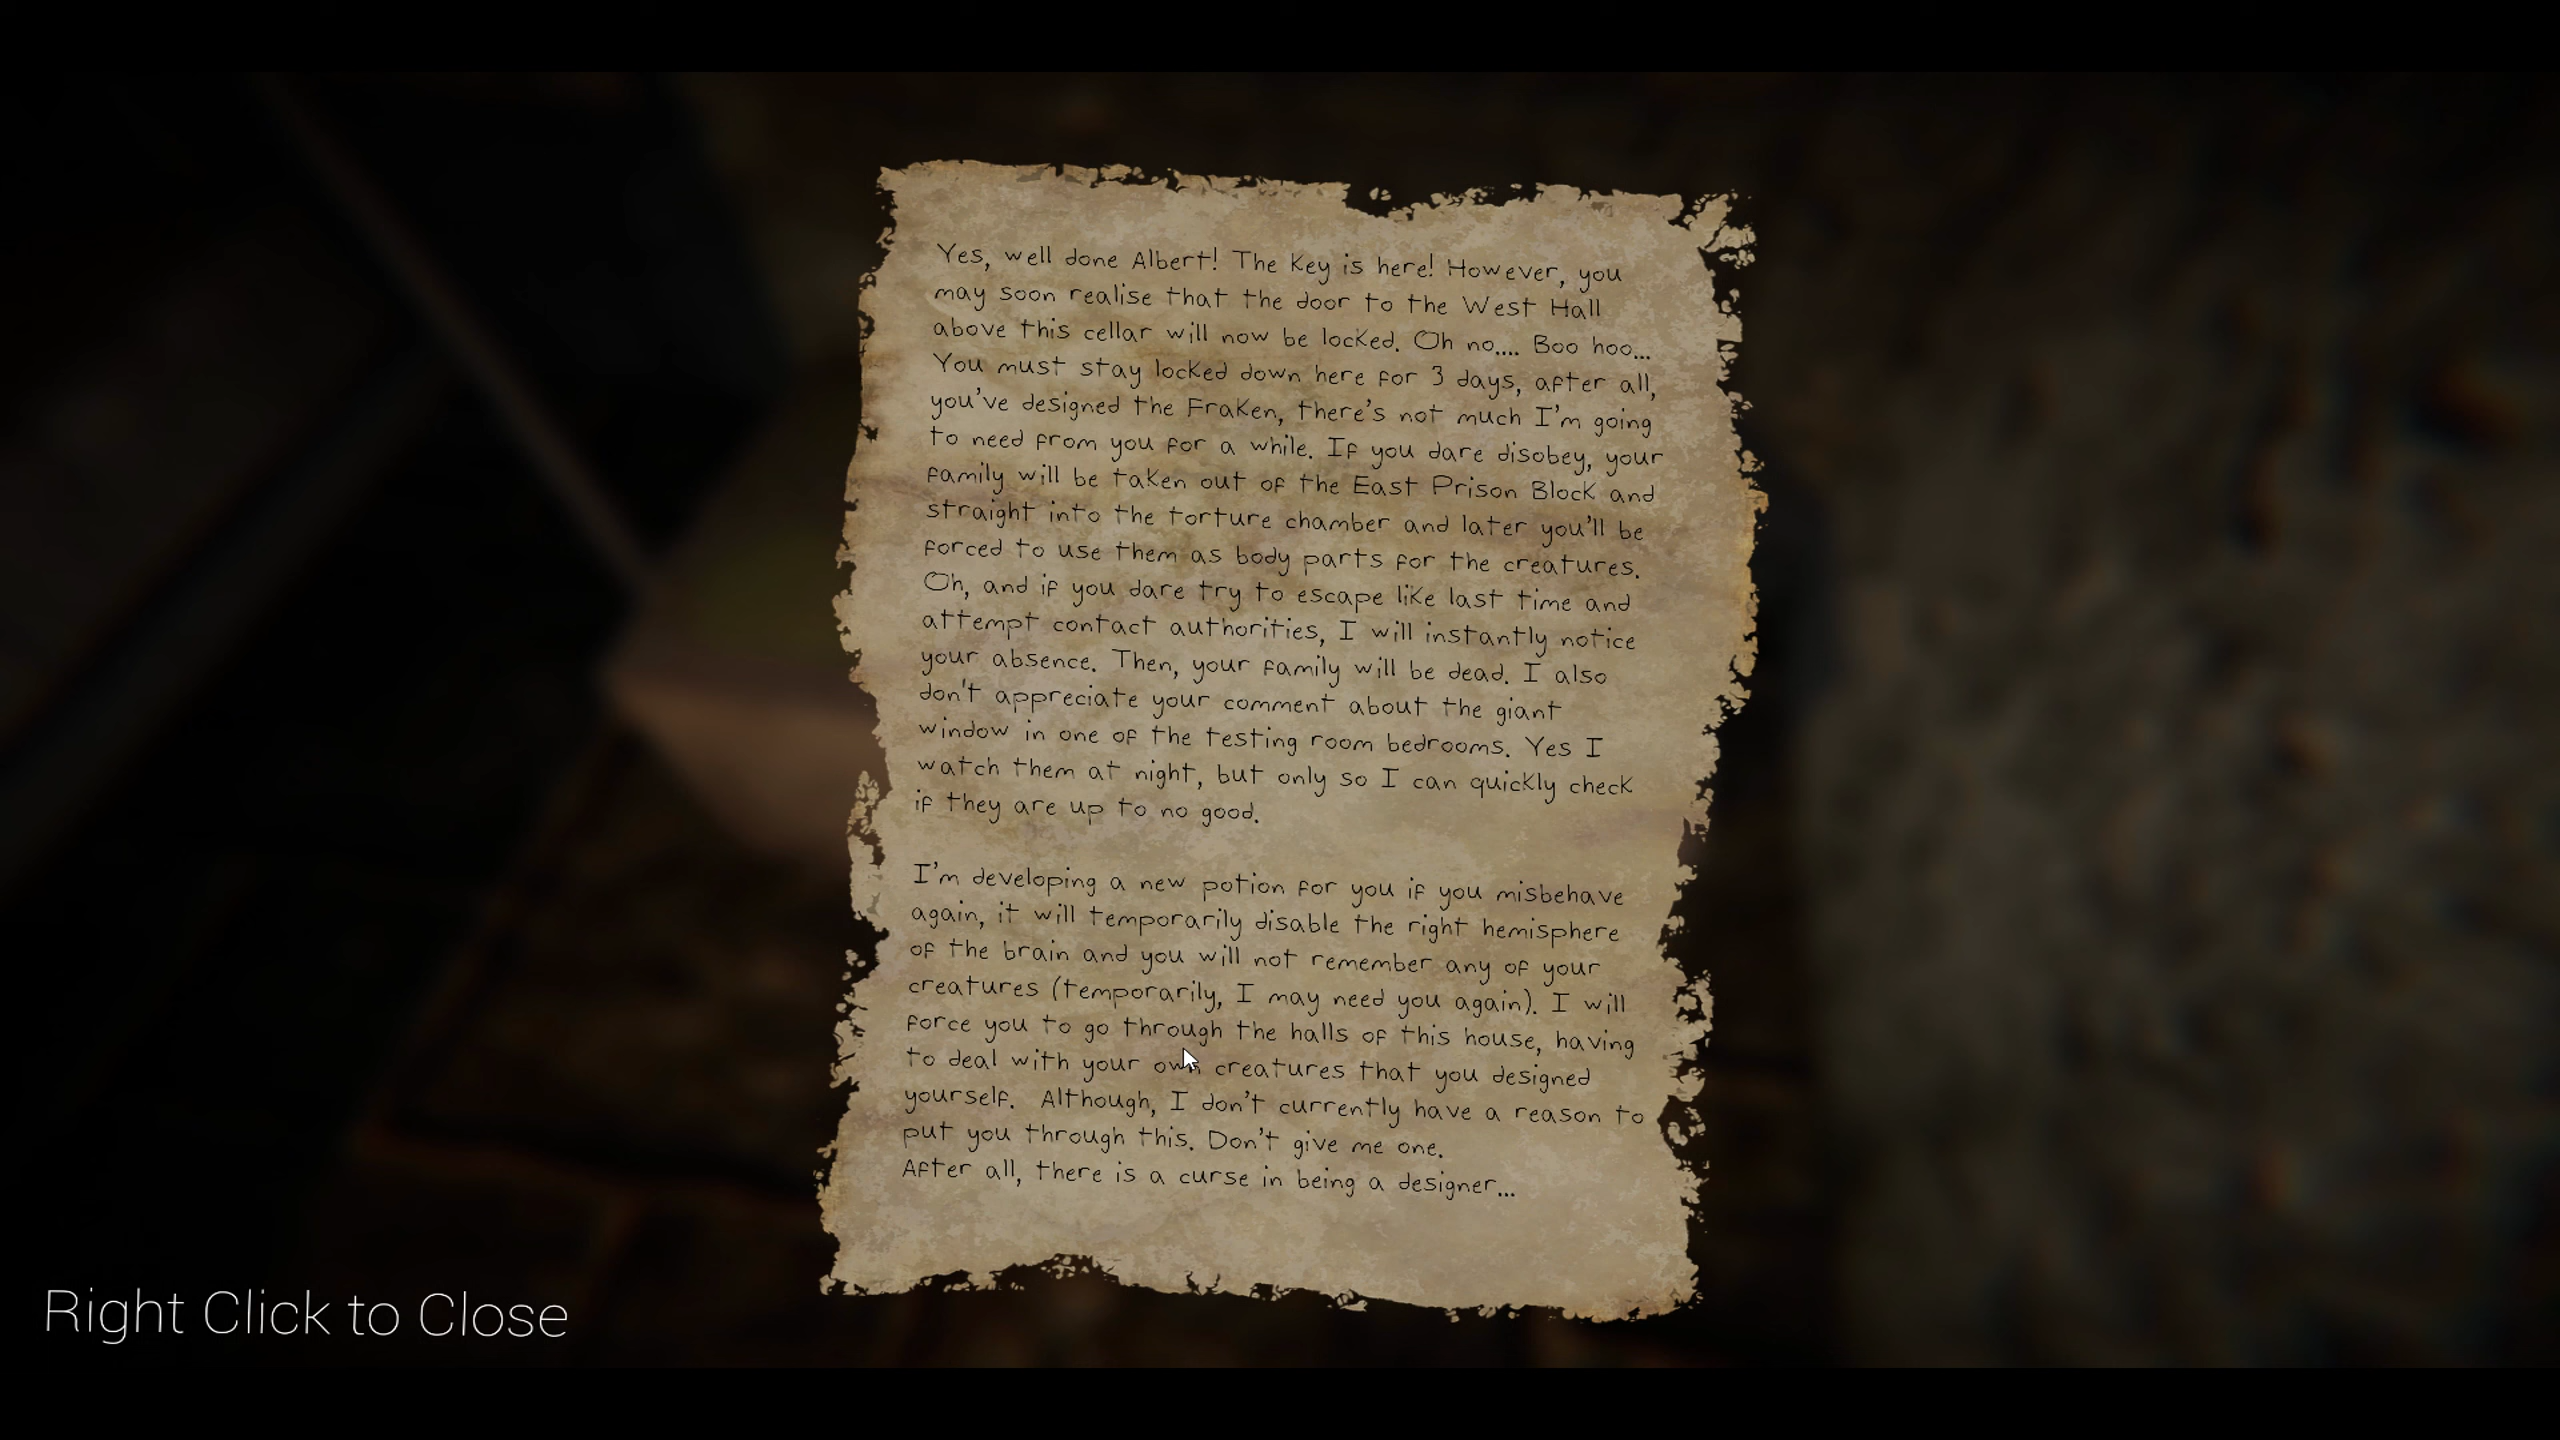 Yes, well done Albert! The Key is here! However, you
may soon realise that the door to the West Hall
above this cellar will now be locked. Oh no.... Boo hoo...
You must stay locked down here for 3 days, after all,
you've designed the Fraken, there's not much I'm going
to need from you for a while. If you dare disobey, your
family will be taken out of the East Prison Block and
straight into the torture chamber and later you'll be
forced to use them as body parts for the creatures.
Oh, and if you dare try to escape like last time and
attempt contact authorities, I will instantly notice
your absence. Then, your family will be dead. I also
don't appreciate your comment about the giant
window in one of the testing room bedrooms. Yes I
watch them at night, but only so I can quickly check
if they are up to no good.
I'm developing a new potion for you if you misbehave
again, it will temporarily disable the right hemisphere
of the brain and you will not remember any of your
creatures (temporarily, I may need you again). I will
force you to go through the halls of this house, having
to deal with your own creatures that you designed
yourself. Although, I don't currently have a reason to
put you through this. Don't give me one.
After all, there is a curse in being a designer...
Right Click to Close